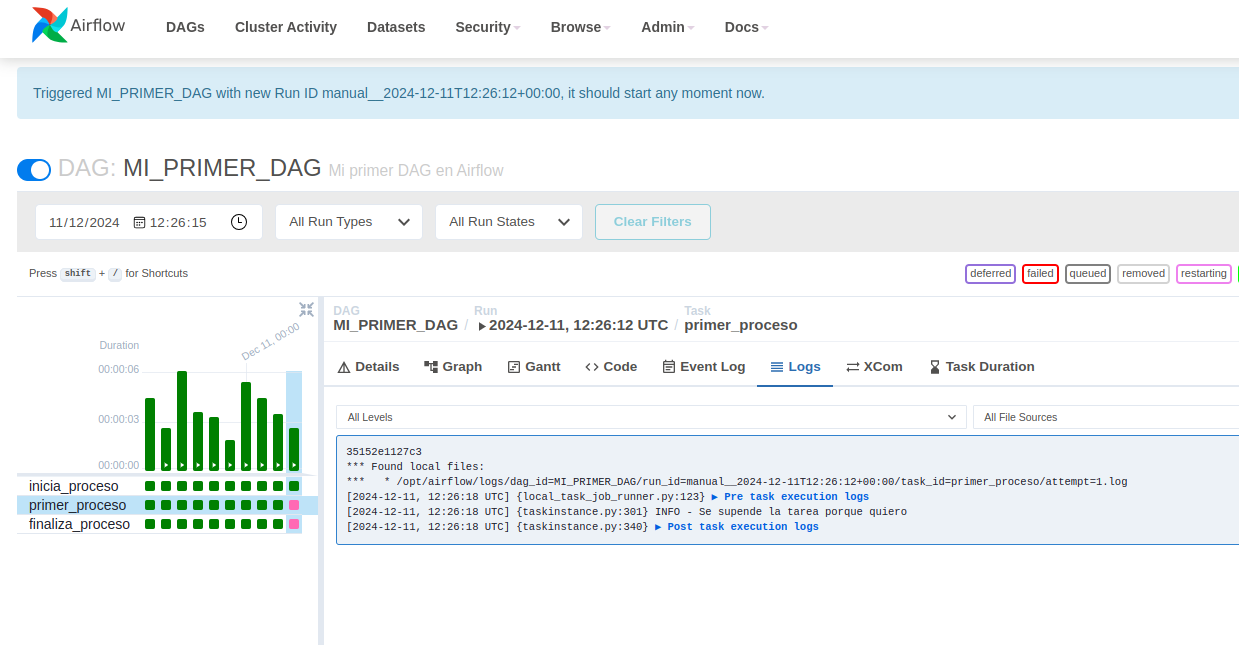 Airflow DAGs Cluster Activity Datasets Security Browse Admin Docs
Triggered MI_PRIMER_DAG with new Run ID manual__2024-12-11T12:26:12+00:00, it should start any moment now.
DAG: MI_PRIMER_DAG Mi primer DAG en Airflow
11/12/2024 12:26:15 All Run Types All Run States Clear Filters
Press shift + / for Shortcuts
deferred failed queued removed restarting
Dec 11, 00:00
Duration
00:00:06
00:00:03
00:00:00
inicia_proceso
primer_proceso
finaliza_proceso
DAG Run Task
MI_PRIMER_DAG / 2024-12-11, 12:26:12 UTC / primer_proceso
Details Graph Gantt Code Event Log Logs XCom Task Duration
All Levels All File Sources
35152e1127c3
*** Found local files:
***   * /opt/airflow/logs/dag_id=MI_PRIMER_DAG/run_id=manual__2024-12-11T12:26:12+00:00/task_id=primer_proceso/attempt=1.log
[2024-12-11, 12:26:18 UTC] {local_task_job_runner.py:123} ▶ Pre task execution logs
[2024-12-11, 12:26:18 UTC] {taskinstance.py:301} INFO - Se supende la tarea porque quiero
[2024-12-11, 12:26:18 UTC] {taskinstance.py:340} ▶ Post task execution logs